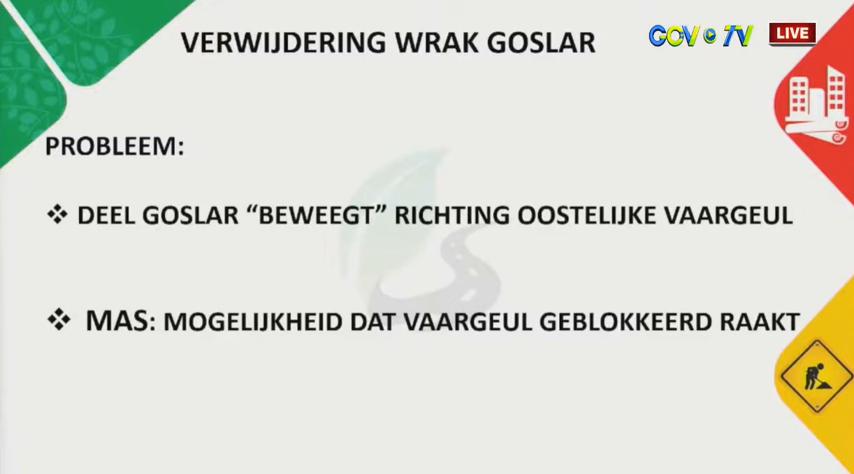 VERWIJDERING WRAK GOSLAR
GOV TV
LIVE
PROBLEEM:
❖ DEEL GOSLAR “BEWEEGT” RICHTING OOSTELIJKE VAARGEUL
❖ MAS: MOGELIJKHEID DAT VAARGEUL GEBLOKKEERD RAAKT